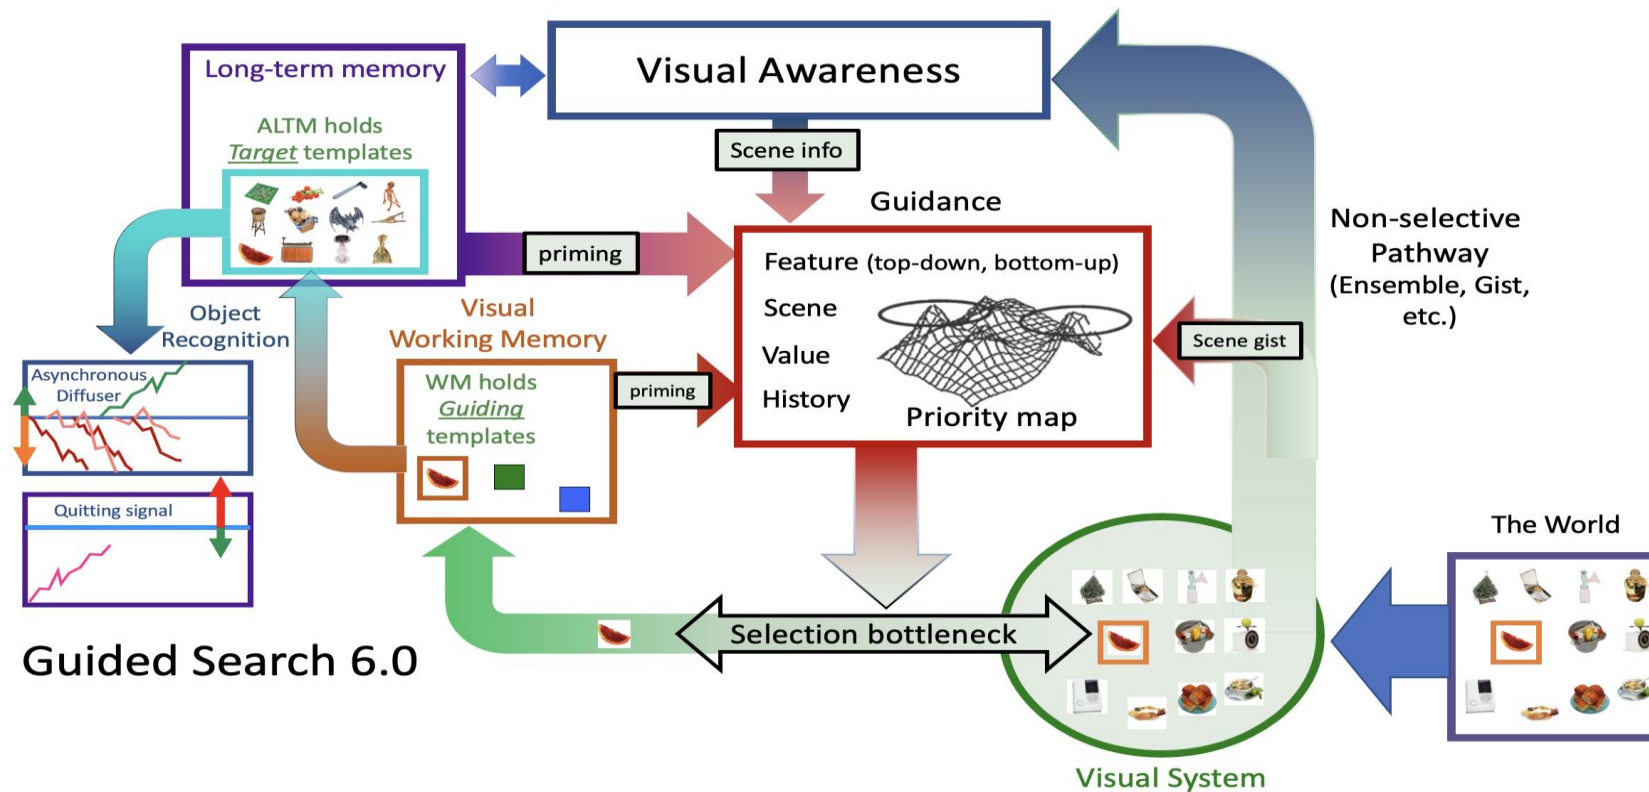 Long-term memory
ALTM holds
Target templates
Visual Awareness
Scene info
Guidance
priming
Feature (top-down, bottom-up)
Scene
Value
History
Priority map
Non-selective
Pathway
(Ensemble, Gist,
etc.)
Scene gist
Object
Recognition
Visual
Working Memory
WM holds
Guiding
templates
priming
Asynchronous
Diffuser
Quitting signal
Guided Search 6.0
Selection bottleneck
Visual System
The World